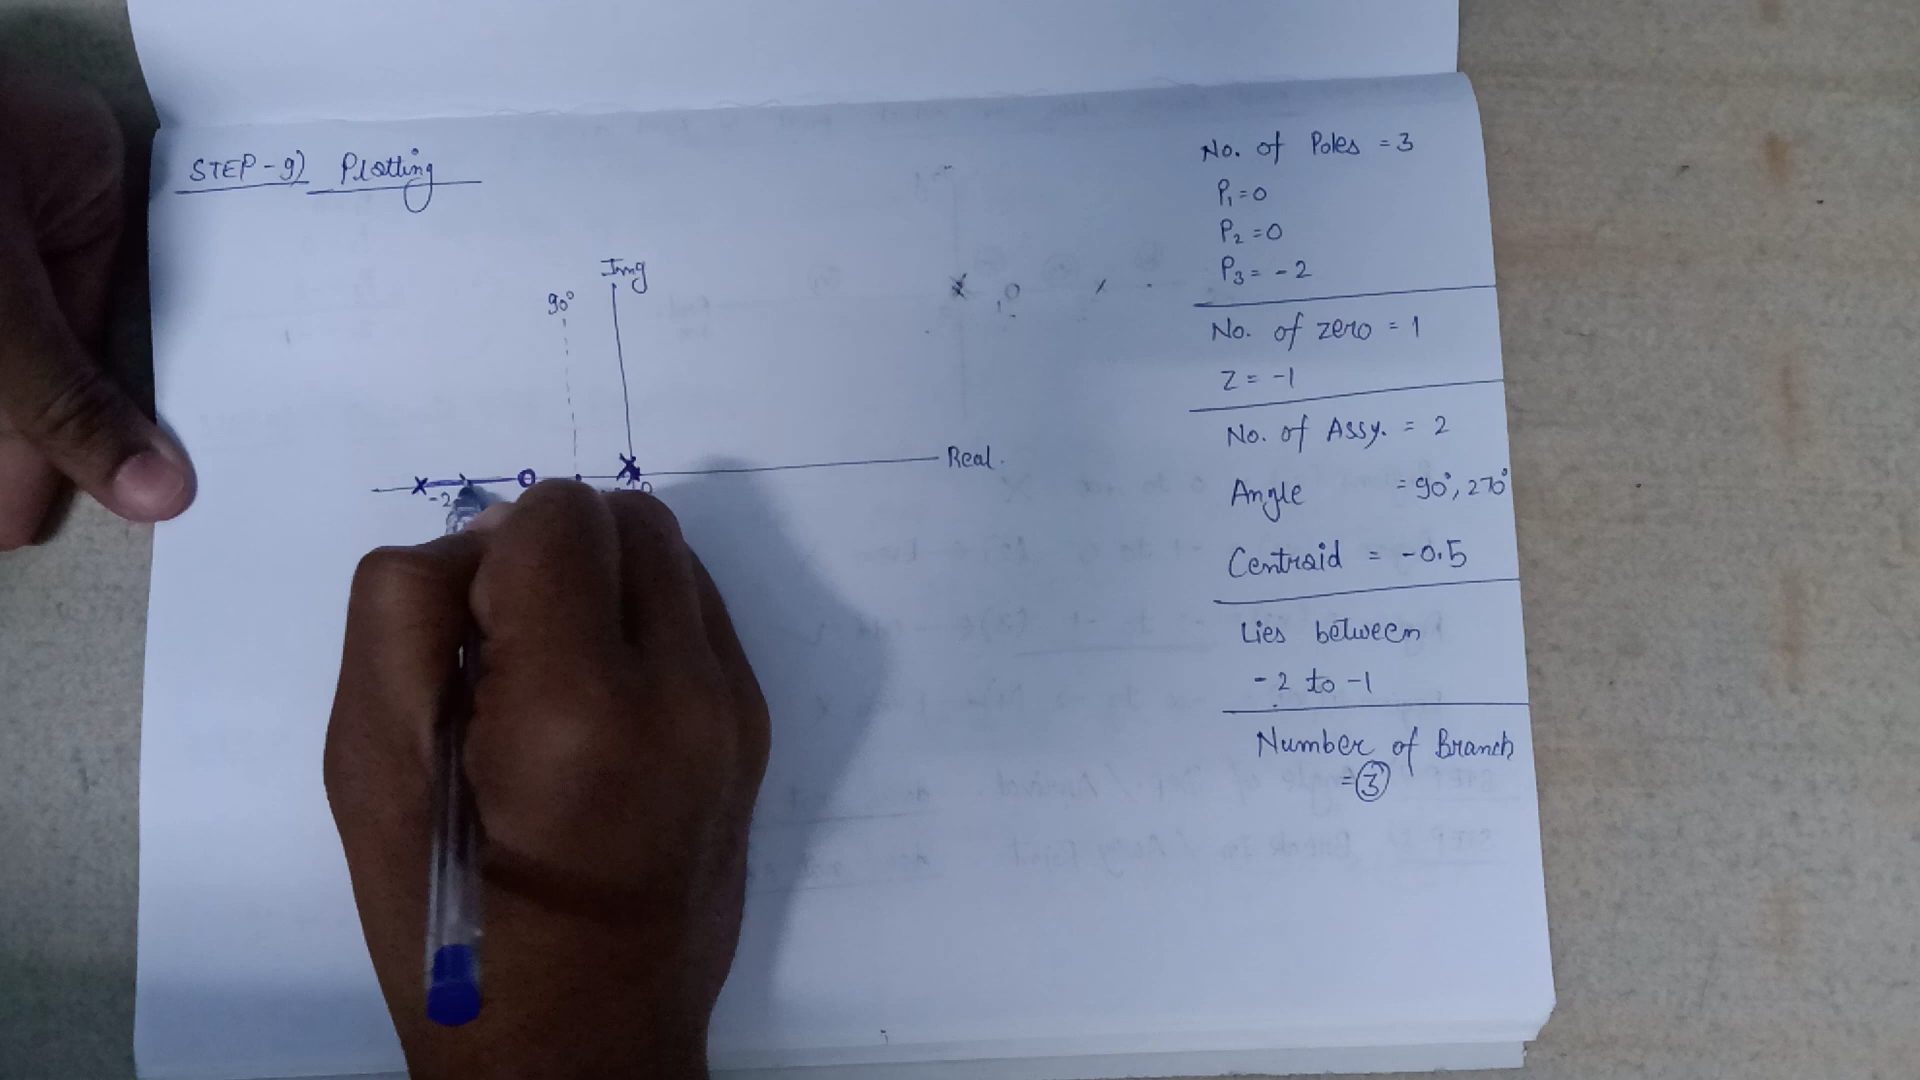 STEP-9) Plotting
Img
90°
Real.
-2
No. of Poles = 3
P1 = 0
P2 = 0
P3 = -2
No. of zero = 1
Z = -1
No. of Assy. = 2
Angle = 90°, 270°
Centroid = -0.5
Lies between
-2 to -1
Number of Branch
= 3